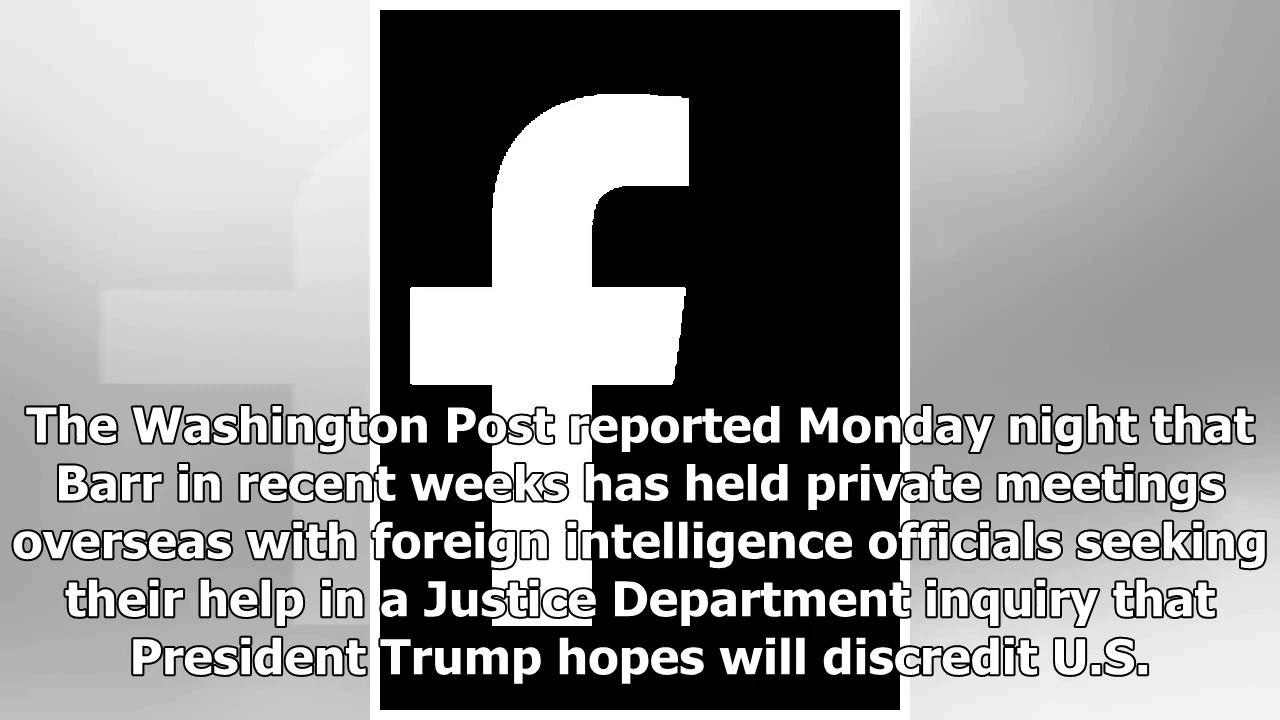 The Washington Post reported Monday night that
Barr in recent weeks has held private meetings
overseas with foreign intelligence officials seeking
their help in a Justice Department inquiry that
President Trump hopes will discredit U.S.